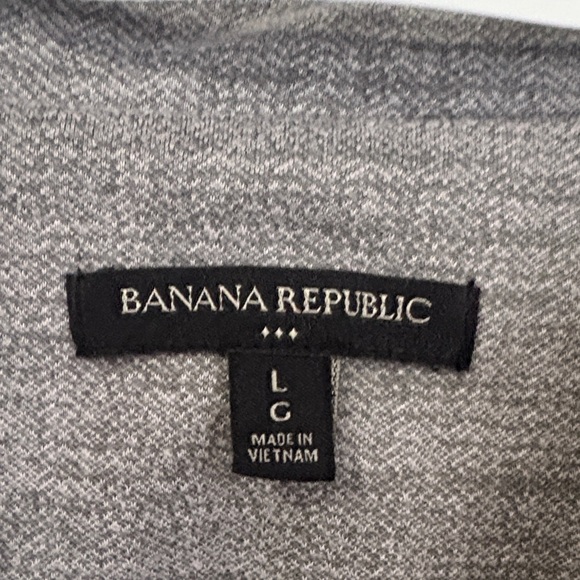 BANANA REPUBLIC
L
G
MADE IN
VIETNAM